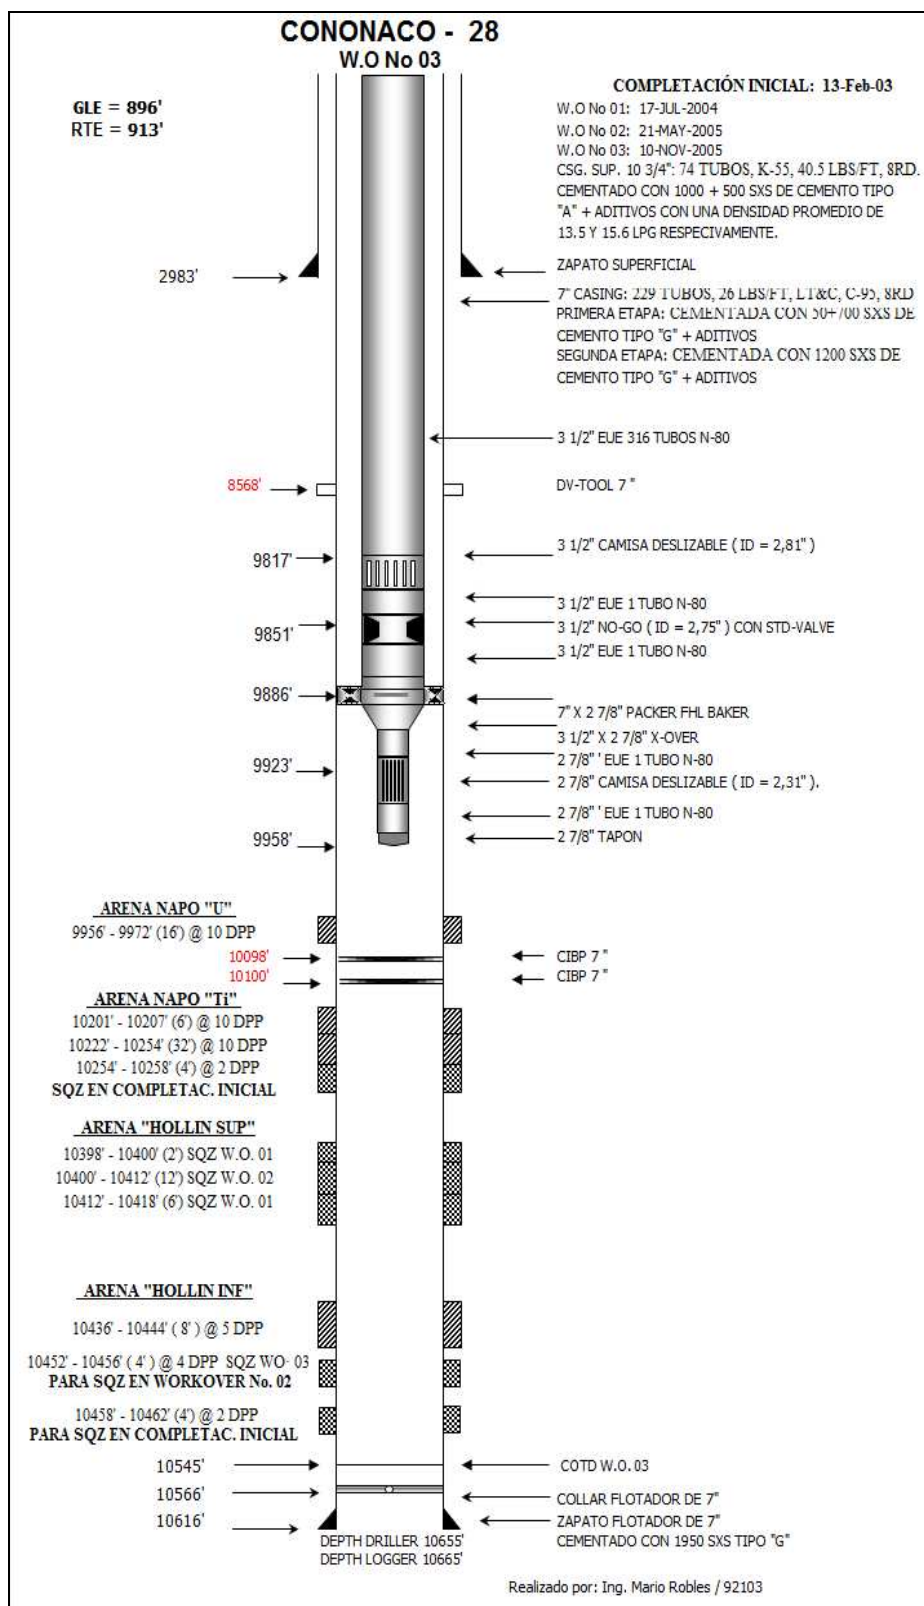 CONONACO - 28
W.O No 03
GLE = 896'
RTE = 913'
COMPLETACIÓN INICIAL: 13-Feb-03
W.O No 01: 17-JUL-2004
W.O No 02: 21-MAY-2005
W.O No 03: 10-NOV-2005
CSG. SUP. 10 3/4": 74 TUBOS, K-55, 40.5 LBS/FT, 8RD.
CEMENTADO CON 1000 + 500 SXS DE CEMENTO TIPO
"A" + ADITIVOS CON UNA DENSIDAD PROMEDIO DE
13.5 Y 15.6 LPG RESPECIVAMENTE.
2983'
ZAPATO SUPERFICIAL
7" CASING: 229 TUBOS, 26 LBS/FT, LT&C, C-95, 8RD
PRIMERA ETAPA: CEMENTADA CON 50+700 SXS DE
CEMENTO TIPO "G" + ADITIVOS
SEGUNDA ETAPA: CEMENTADA CON 1200 SXS DE
CEMENTO TIPO "G" + ADITIVOS
3 1/2" EUE 316 TUBOS N-80
8568'
DV-TOOL 7 "
9817'
3 1/2" CAMISA DESLIZABLE ( ID = 2,81" )
3 1/2" EUE 1 TUBO N-80
9851'
3 1/2" NO-GO ( ID = 2,75" ) CON STD-VALVE
3 1/2" EUE 1 TUBO N-80
9886'
7" X 2 7/8" PACKER FHL BAKER
3 1/2" X 2 7/8" X-OVER
2 7/8" ' EUE 1 TUBO N-80
9923'
2 7/8" CAMISA DESLIZABLE ( ID = 2,31" ).
2 7/8" ' EUE 1 TUBO N-80
9958'
2 7/8" TAPON
ARENA NAPO "U"
9956' - 9972' (16') @ 10 DPP
10098'
CIBP 7 "
10100'
CIBP 7 "
ARENA NAPO "Ti"
10201' - 10207' (6') @ 10 DPP
10222' - 10254' (32') @ 10 DPP
10254' - 10258' (4') @ 2 DPP
SQZ EN COMPLETAC. INICIAL
ARENA "HOLLIN SUP"
10398' - 10400' (2') SQZ W.O. 01
10400' - 10412' (12') SQZ W.O. 02
10412' - 10418' (6') SQZ W.O. 01
ARENA "HOLLIN INF"
10436' - 10444' ( 8' ) @ 5 DPP
10452' - 10456' ( 4' ) @ 4 DPP SQZ WO- 03
PARA SQZ EN WORKOVER No. 02
10458' - 10462' (4') @ 2 DPP
PARA SQZ EN COMPLETAC. INICIAL
10545'
COTD W.O. 03
10566'
COLLAR FLOTADOR DE 7"
10616'
ZAPATO FLOTADOR DE 7"
CEMENTADO CON 1950 SXS TIPO "G"
DEPTH DRILLER 10655'
DEPTH LOGGER 10665'
Realizado por: Ing. Mario Robles / 92103